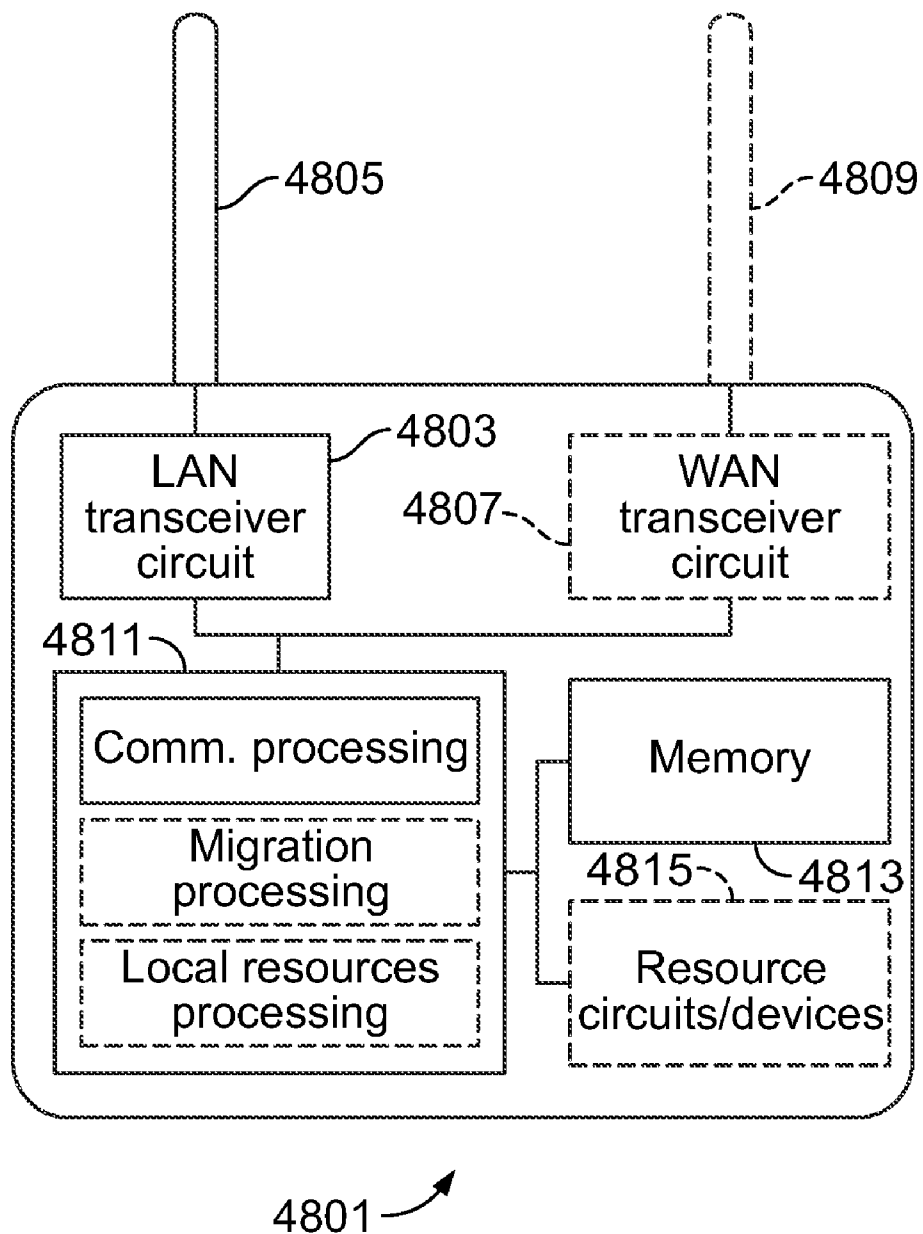 4805
4809
4803
LAN
transceiver
circuit
4807
WAN
transceiver
circuit
4811
Comm. processing
Migration
processing
Local resources
processing
Memory
4813
4815
Resource
circuits/devices
4801